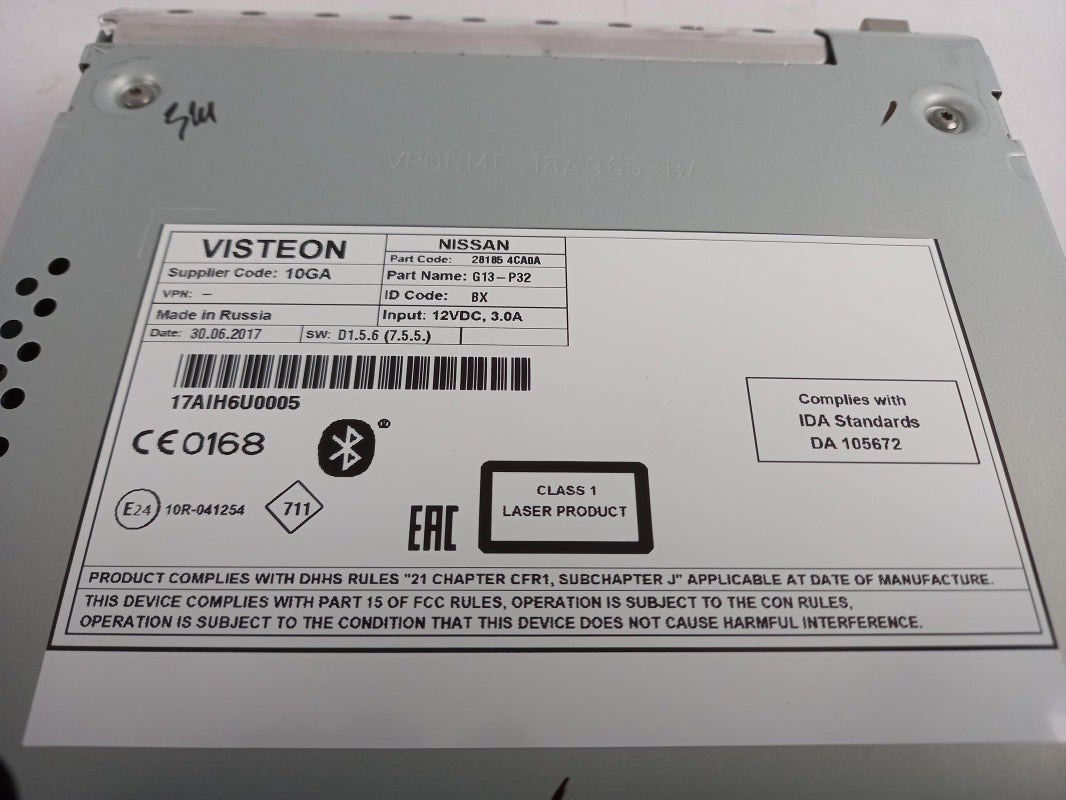 VPDNMF-18A965-BA
VISTEON
Supplier Code: 10GA
VPN: –
Made in Russia
Date: 30.06.2017
SW: D1.5.6 (7.5.5.)
NISSAN
Part Code: 28185 4CA0A
Part Name: G13-P32
ID Code: BX
Input: 12VDC, 3.0A
17AIH6U0005
CE0168
Complies with
IDA Standards
DA 105672
E24 10R-041254
711
EAC
CLASS 1
LASER PRODUCT
PRODUCT COMPLIES WITH DHHS RULES "21 CHAPTER CFR1, SUBCHAPTER J" APPLICABLE AT DATE OF MANUFACTURE.
THIS DEVICE COMPLIES WITH PART 15 OF FCC RULES, OPERATION IS SUBJECT TO THE CON RULES,
OPERATION IS SUBJECT TO THE CONDITION THAT THIS DEVICE DOES NOT CAUSE HARMFUL INTERFERENCE.